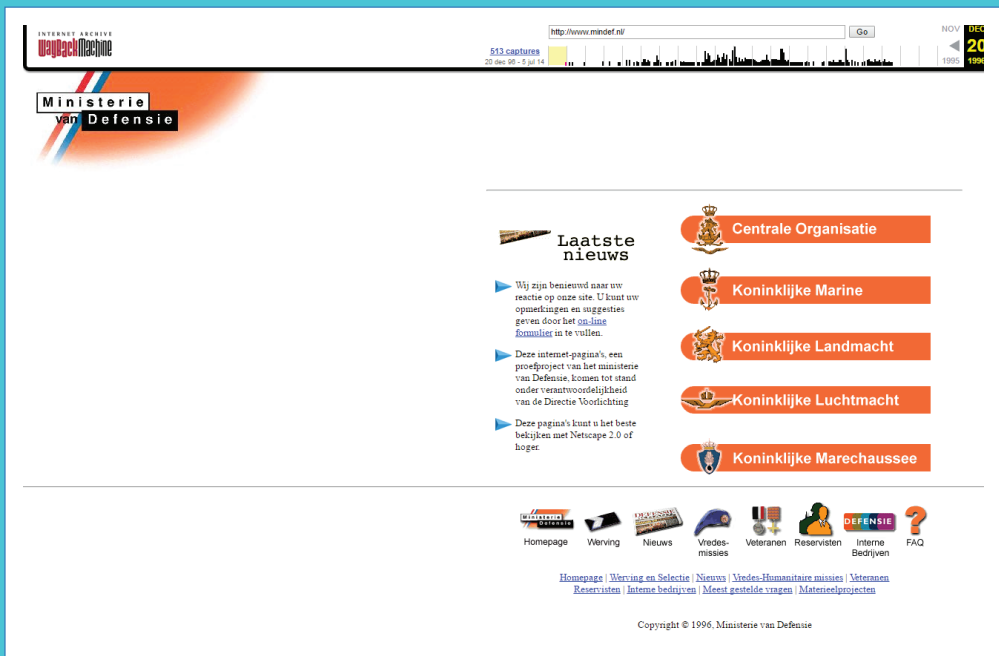 INTERNET ARCHIVE
WayBackMachine
http://www.mindef.nl/
Go
513 captures
20 dec 96 - 5 jul 14
NOV
DEC
20
1995
1996
Ministerie
van Defensie
Laatste
nieuws
Wij zijn benieuwd naar uw
reactie op onze site. U kunt uw
opmerkingen en suggesties
geven door het on-line
formulier in te vullen.
Deze internet-pagina's, een
proefproject van het ministerie
van Defensie, komen tot stand
onder verantwoordelijkheid
van de Directie Voorlichting
Deze pagina's kunt u het beste
bekijken met Netscape 2.0 of
hoger.
Centrale Organisatie
Koninklijke Marine
Koninklijke Landmacht
Koninklijke Luchtmacht
Koninklijke Marechaussee
Ministerie
Defensie
DEFENSIE
DEFENSIE
Homepage
Werving
Nieuws
Vredes-
missies
Veteranen
Reservisten
Interne
Bedrijven
FAQ
Homepage | Werving en Selectie | Nieuws | Vredes-Humanitaire missies | Veteranen
Reservisten | Interne bedrijven | Meest gestelde vragen | Materieelprojecten
Copyright © 1996, Ministerie van Defensie